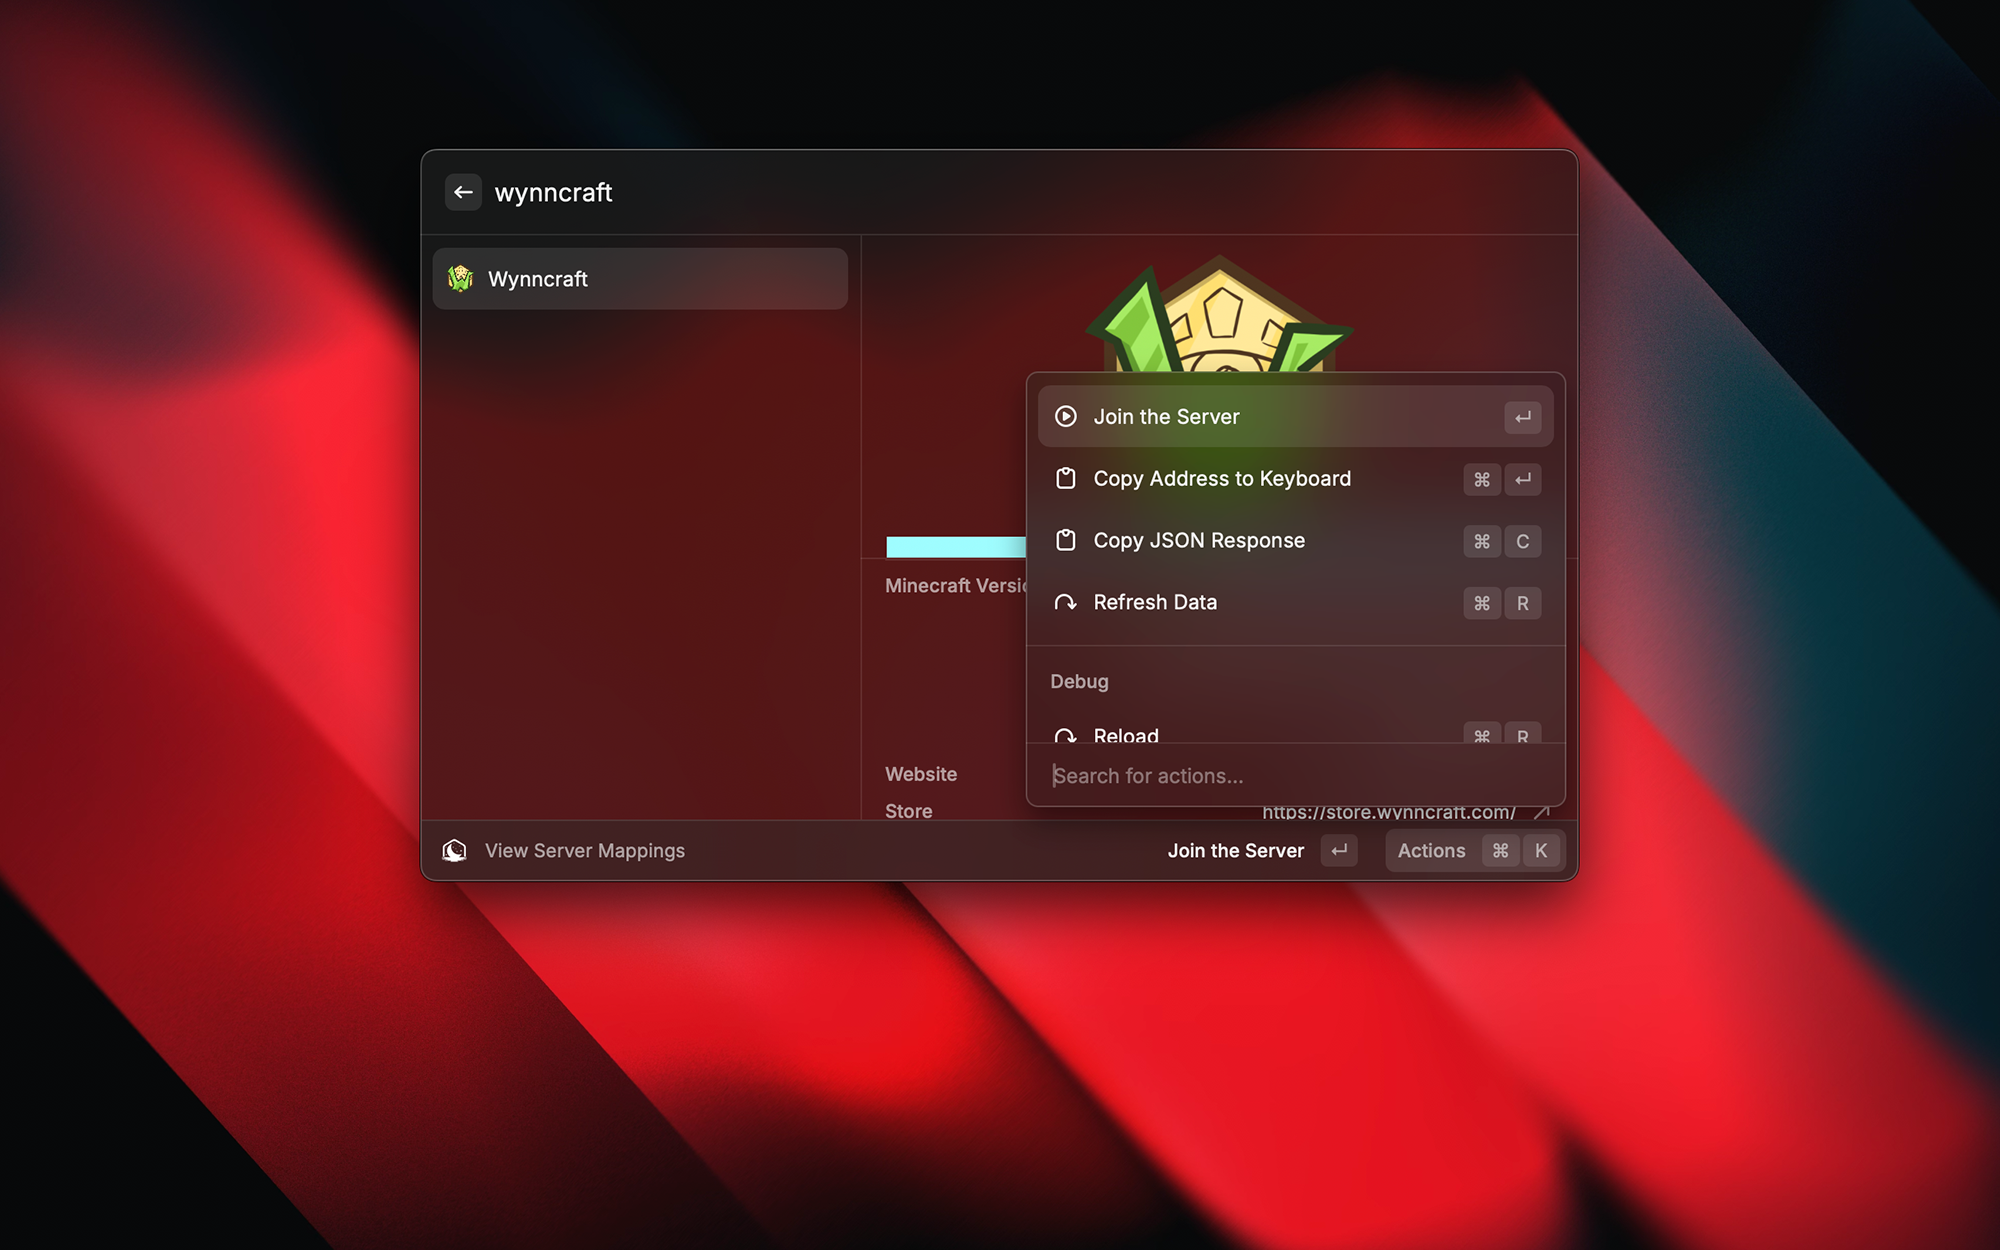 wynncraft
Wynncraft
Join the Server
Copy Address to Keyboard ⌘
Copy JSON Response ⌘ C
Refresh Data ⌘ R
Minecraft
Debug
Reload ⌘ R
Search for actions...
Website
Store https://store.wynncraft.com/
View Server Mappings
Join the Server
Actions ⌘ K